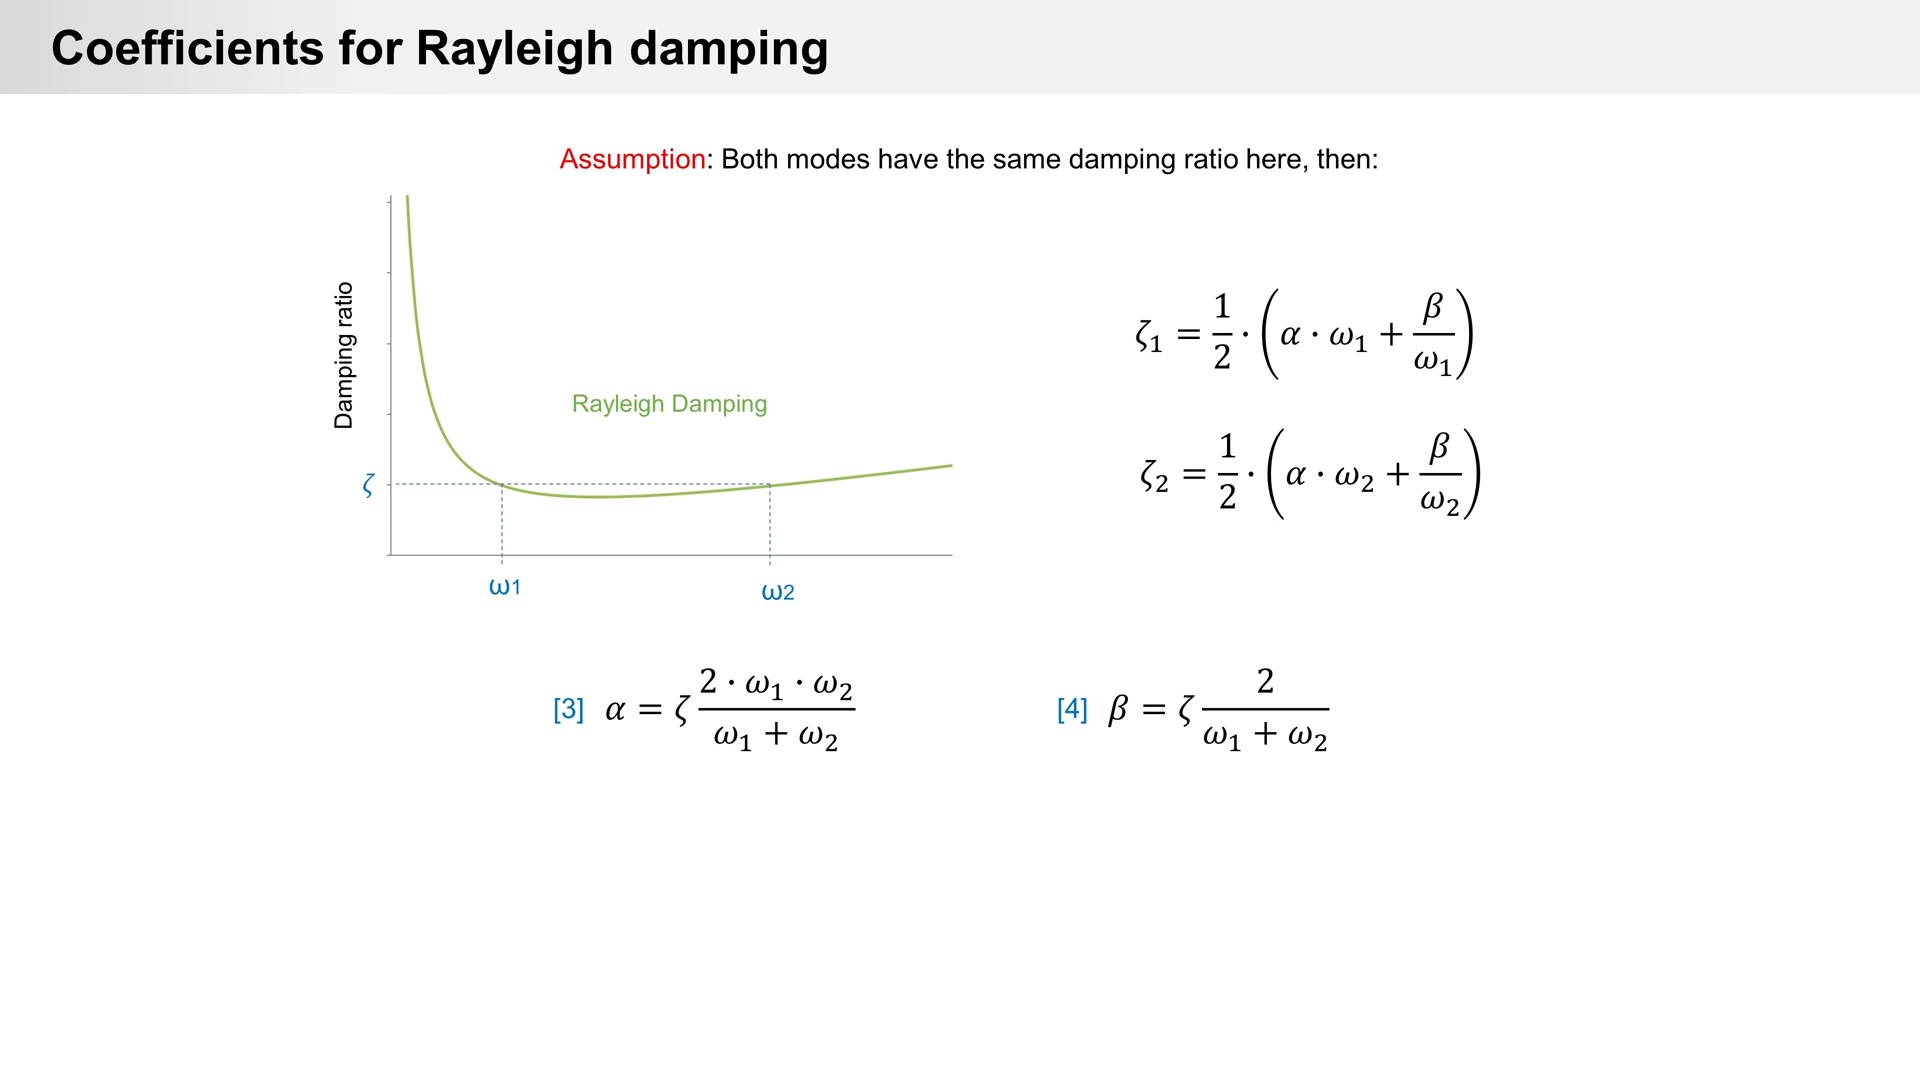 Coefficients for Rayleigh damping
Assumption: Both modes have the same damping ratio here, then:
Damping ratio
Rayleigh Damping
ζ
ω1
ω2
ζ₁ = 1/2 · (α · ω₁ + β/ω₁)
ζ₂ = 1/2 · (α · ω₂ + β/ω₂)
[3] α = ζ (2 · ω₁ · ω₂)/(ω₁ + ω₂)
[4] β = ζ 2/(ω₁ + ω₂)